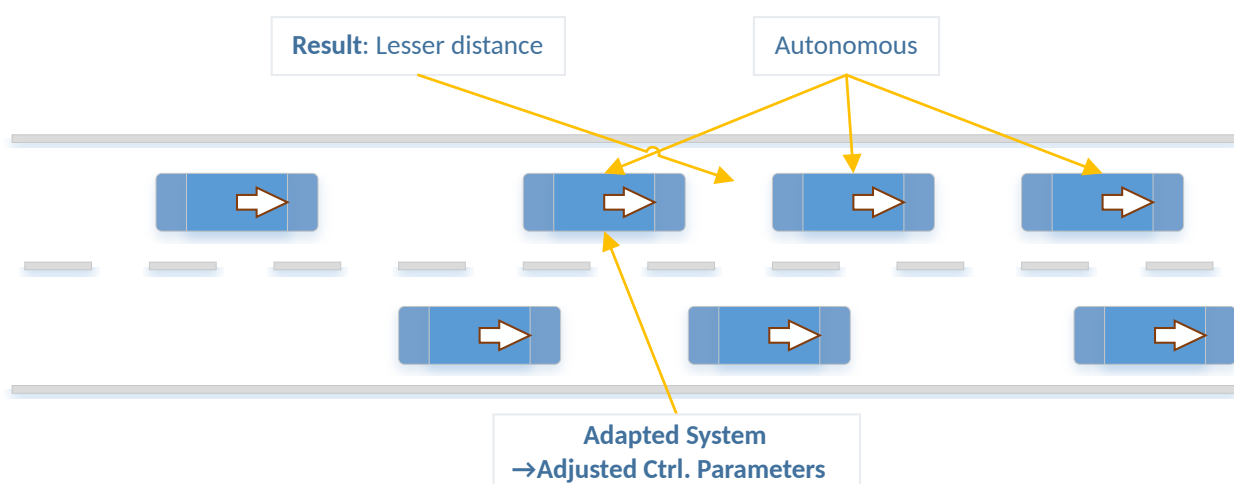 Result: Lesser distance
Autonomous
Adapted System
→Adjusted Ctrl. Parameters